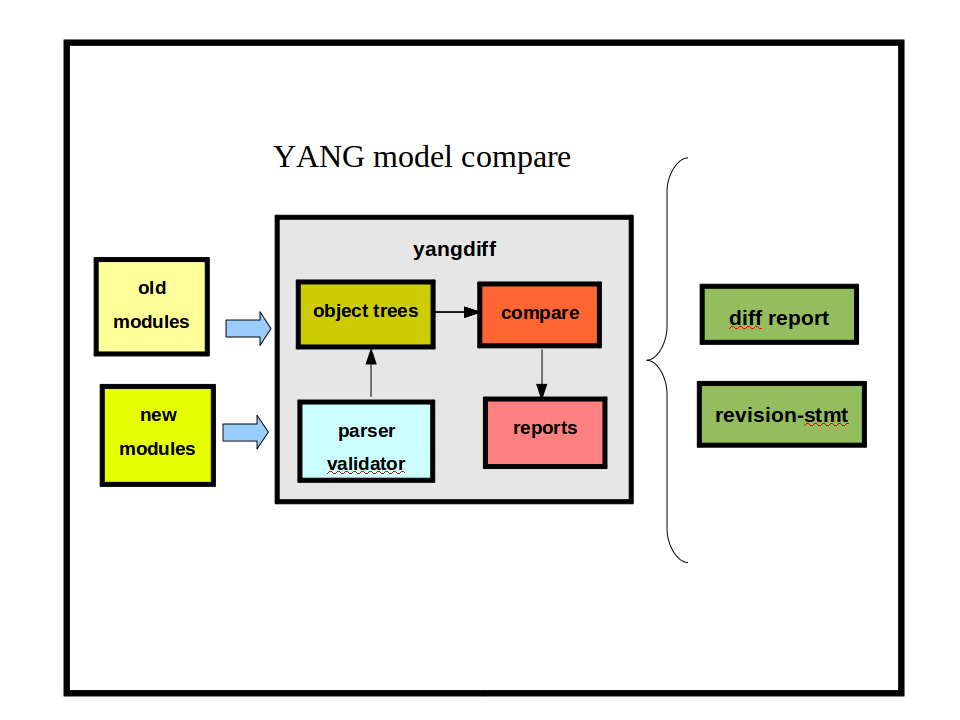 YANG model compare
yangdiff
old
modules
new
modules
object trees
compare
parser
validator
reports
diff report
revision-stmt